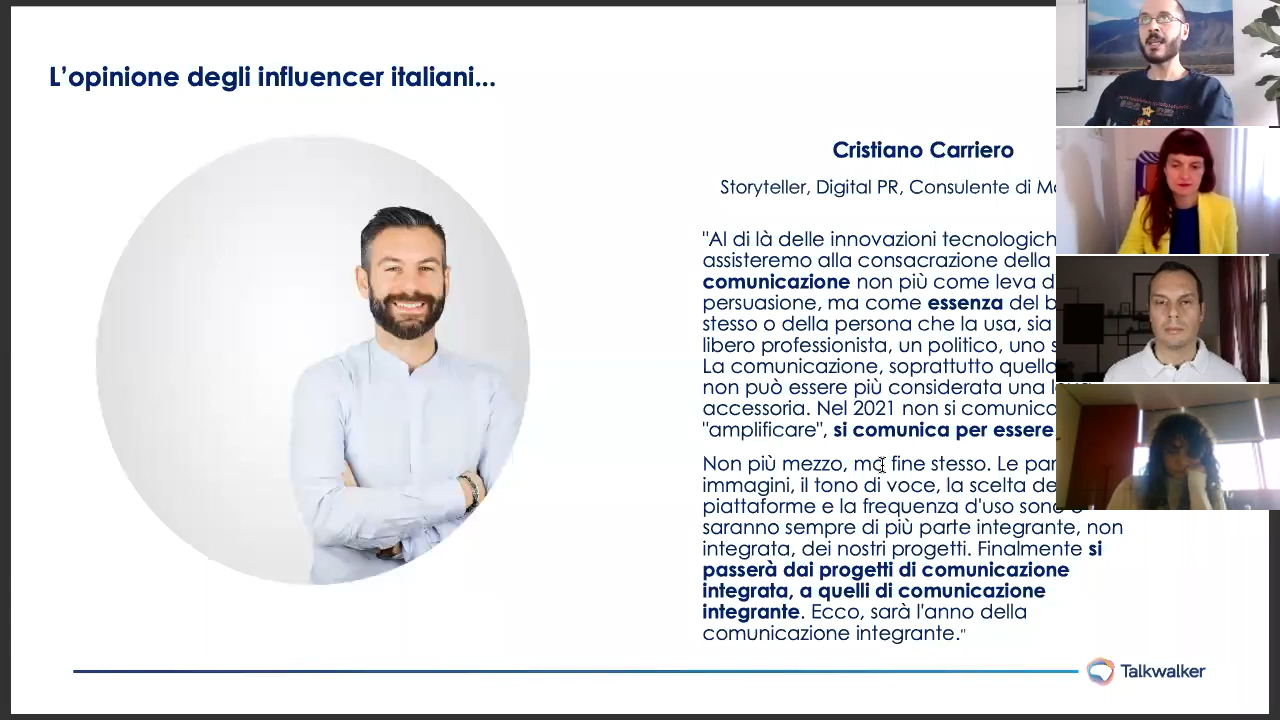 L'opinione degli influencer italiani...
Cristiano Carriero
Storyteller, Digital PR, Consulente di
"Al di là delle innovazioni
assisteremo alla consacrazione della
comunicazione non più come leva
persuasione, ma come essenza del
stesso o della persona che la usa, sia
libero professionista, un politico, uno
La comunicazione, soprattutto quella
non può essere più considerata una
accessoria. Nel 2021 non si comunica
"amplificare", si comunica per essere
Non più mezzo, ma fine stesso. Le
immagini, il tono di voce, la scelta
piattaforme e la frequenza d'uso sono
saranno sempre di più parte integrante, non
integrata, dei nostri progetti. Finalmente si
passerà dai progetti di comunicazione
integrata, a quelli di comunicazione
integrante. Ecco, sarà l'anno della
comunicazione integrante."
Talkwalker